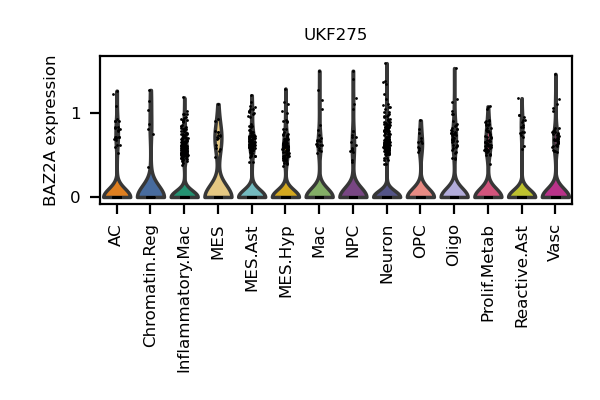 UKF275
BAZ2A expression
1
0
AC
Chromatin.Reg
Inflammatory.Mac
MES
MES.Ast
MES.Hyp
Mac
NPC
Neuron
OPC
Oligo
Prolif.Metab
Reactive.Ast
Vasc